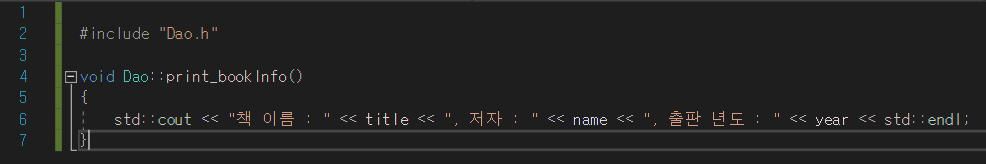 1
2 #include "Dao.h"
3
4 void Dao::print_bookInfo()
5 {
6 std::cout << "책 이름 : " << title << ", 저자 : " << name << ", 출판 년도 : " << year << std::endl;
7 }